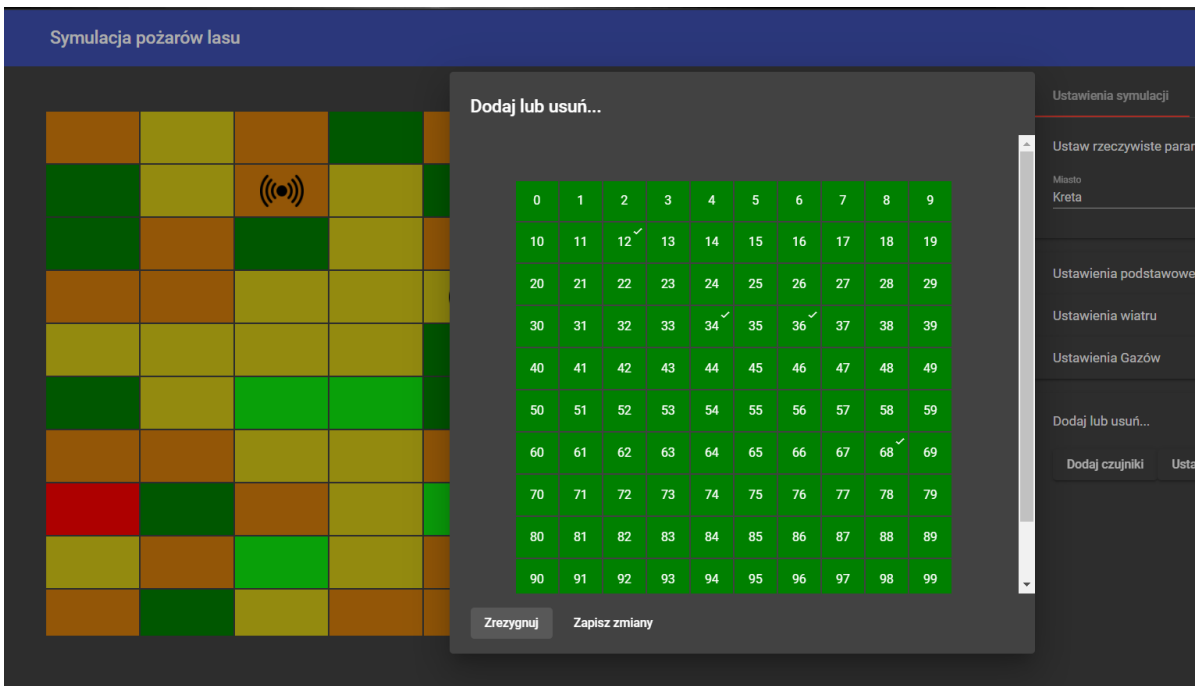 Symulacja pożarów lasu
Dodaj lub usuń...
0 1 2 3 4 5 6 7 8 9
10 11 12 13 14 15 16 17 18 19
20 21 22 23 24 25 26 27 28 29
30 31 32 33 34 35 36 37 38 39
40 41 42 43 44 45 46 47 48 49
50 51 52 53 54 55 56 57 58 59
60 61 62 63 64 65 66 67 68 69
70 71 72 73 74 75 76 77 78 79
80 81 82 83 84 85 86 87 88 89
90 91 92 93 94 95 96 97 98 99
Zrezygnuj Zapisz zmiany
Ustawienia symulacji
Ustaw rzeczywiste param
Miasto
Kreta
Ustawienia podstawowe
Ustawienia wiatru
Ustawienia Gazów
Dodaj lub usuń...
Dodaj czujniki Usta